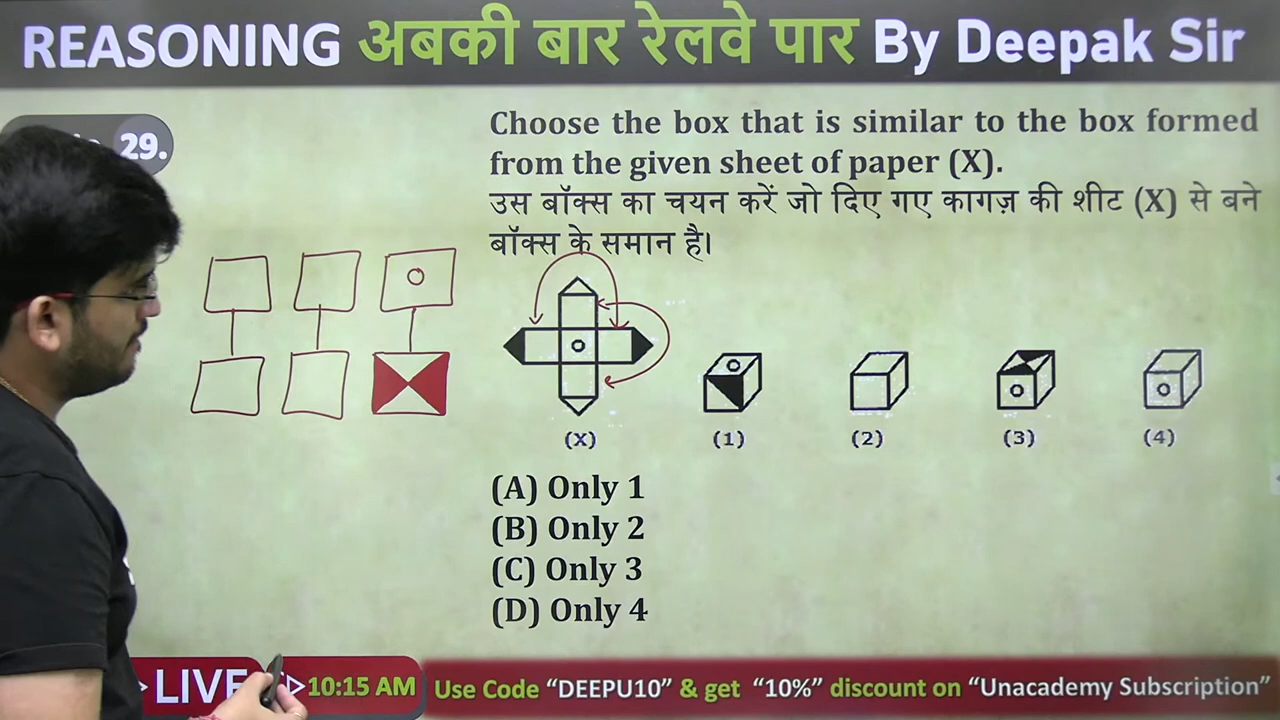 REASONING अबकी बार रेलवे पार By Deepak Sir
29.
Choose the box that is similar to the box formed
from the given sheet of paper (X).
उस बॉक्स का चयन करें जो दिए गए कागज़ की शीट (X) से बने
बॉक्स के समान है।
(X) (1) (2) (3) (4)
(A) Only 1
(B) Only 2
(C) Only 3
(D) Only 4
LIVE 10:15 AM Use Code “DEEPU10” & get “10%” discount on “Unacademy Subscription”